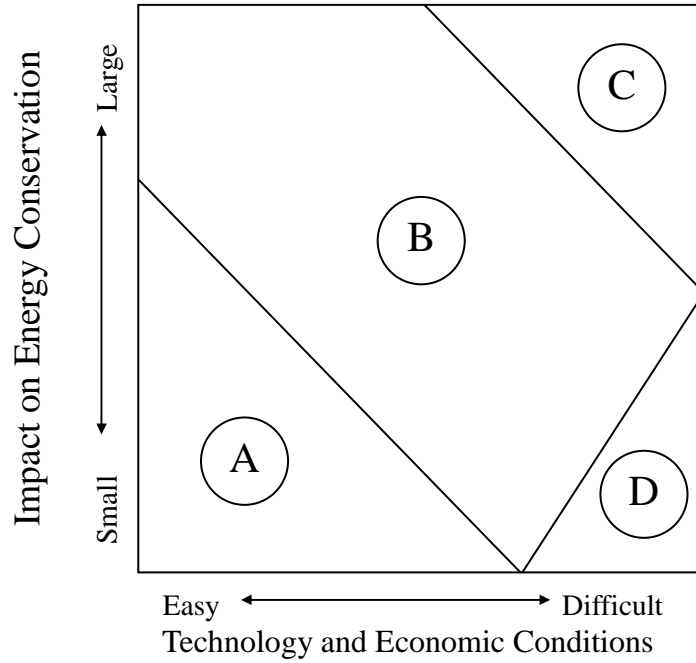 Impact on Energy Conservation
Large
Small
C
B
A
D
Easy
Difficult
Technology and Economic Conditions